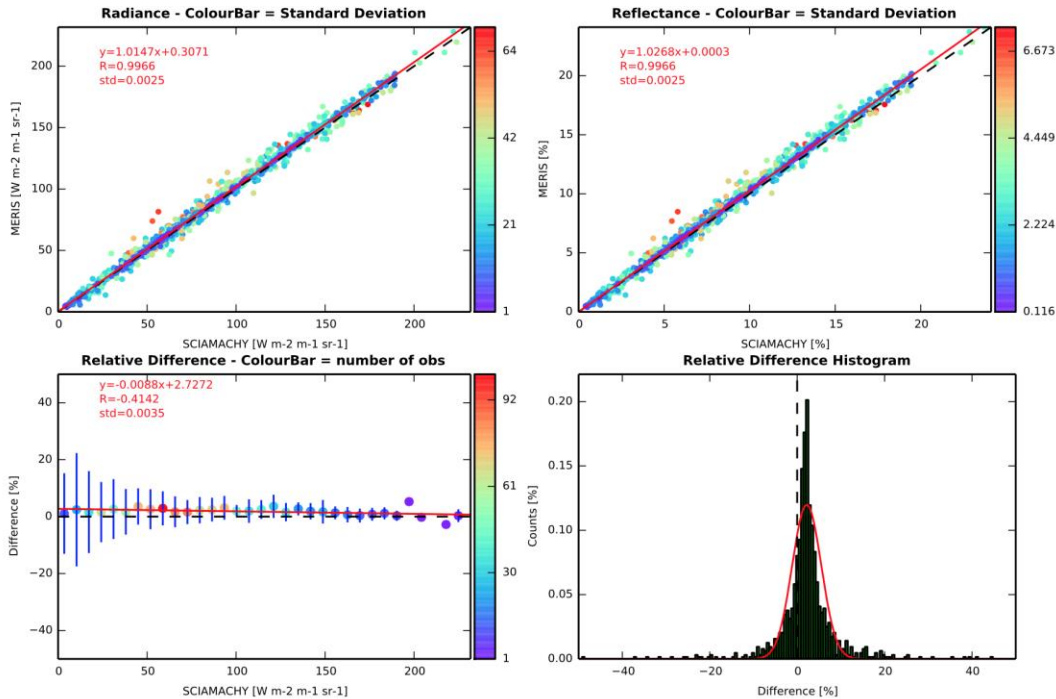 Radiance - ColourBar = Standard Deviation
y=1.0147x+0.3071
R=0.9966
std=0.0025
MERIS [W m-2 m-1 sr-1]
200
150
100
50
0
0 50 100 150 200
SCIAMACHY [W m-2 m-1 sr-1]
64
42
21
1
Reflectance - ColourBar = Standard Deviation
y=1.0268x+0.0003
R=0.9966
std=0.0025
MERIS [%]
20
15
10
5
0
0 5 10 15 20
SCIAMACHY [%]
6.673
4.449
2.224
0.116
Relative Difference - ColourBar = number of obs
y=-0.0088x+2.7272
R=-0.4142
std=0.0035
Difference [%]
40
20
0
−20
−40
0 50 100 150 200
SCIAMACHY [W m-2 m-1 sr-1]
92
61
30
1
Relative Difference Histogram
Counts [%]
0.20
0.15
0.10
0.05
0.00
−40 −20 0 20 40
Difference [%]